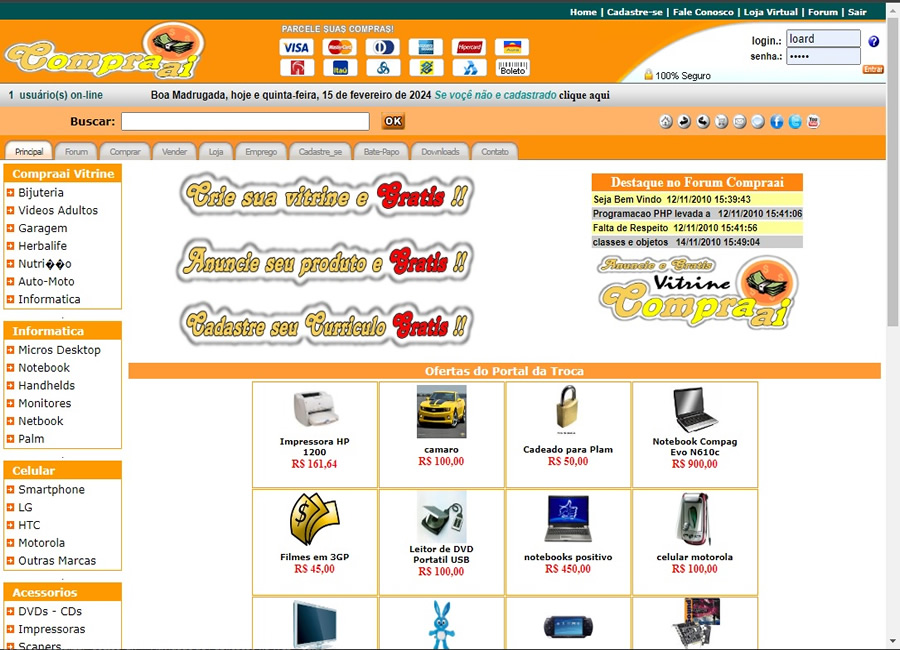 Home | Cadastre-se | Fale Conosco | Loja Virtual | Forum | Sair
Compraai
PARCELE SUAS COMPRAS!
VISA MasterCard Hipercard
Itaú Boleto
login.: loard
senha.: •••••
Entrar
100% Seguro
1 usuário(s) on-line
Boa Madrugada, hoje e quinta-feira, 15 de fevereiro de 2024 Se voçê não e cadastrado clique aqui
Buscar: OK
Principal Forum Comprar Vender Loja Emprego Cadastre_se Bate-Papo Downloads Contato
Compraai Vitrine
Bijuteria
Videos Adultos
Garagem
Herbalife
Nutri��o
Auto-Moto
Informatica
Informatica
Micros Desktop
Notebook
Handhelds
Monitores
Netbook
Palm
Celular
Smartphone
LG
HTC
Motorola
Outras Marcas
Acessorios
DVDs - CDs
Impressoras
Scaners
Crie sua vitrine e Gratis !!
Anuncie seu produto e Gratis !!
Cadastre seu Curriculo Gratis !!
Destaque no Forum Compraai
Seja Bem Vindo 12/11/2010 15:39:43
Programacao PHP levada a 12/11/2010 15:41:06
Falta de Respeito 12/11/2010 15:41:56
classes e objetos 14/11/2010 15:49:04
Anuncie e Gratis
Vitrine
Compraai
Ofertas do Portal da Troca
Impressora HP
1200
R$ 161,64
camaro
R$ 100,00
Cadeado para Plam
R$ 50,00
Notebook Compag
Evo N610c
R$ 900,00
Filmes em 3GP
R$ 45,00
Leitor de DVD
Portatil USB
R$ 100,00
notebooks positivo
R$ 450,00
celular motorola
R$ 100,00